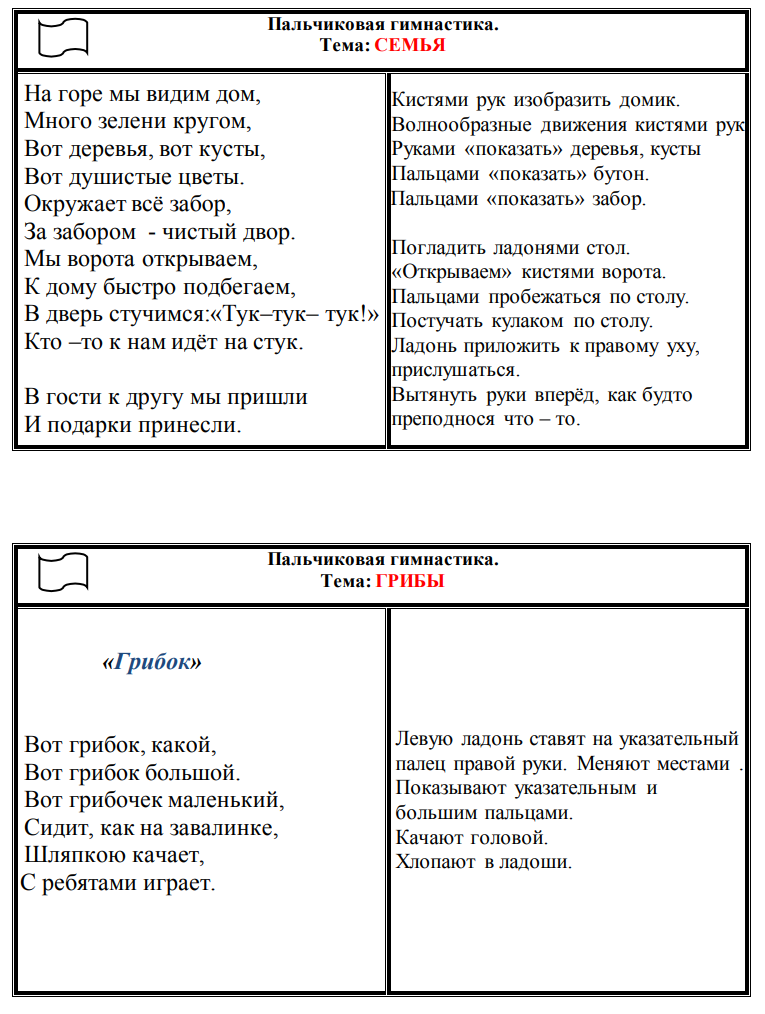 Пальчиковая гимнастика.
Тема: СЕМЬЯ
На горе мы видим дом,
Много зелени кругом,
Вот деревья, вот кусты,
Вот душистые цветы.
Окружает всё забор,
За забором - чистый двор.
Мы ворота открываем,
К дому быстро подбегаем,
В дверь стучимся:«Тук–тук– тук!»
Кто –то к нам идёт на стук.
В гости к другу мы пришли
И подарки принесли.
Кистями рук изобразить домик.
Волнообразные движения кистями рук
Руками «показать» деревья, кусты
Пальцами «показать» бутон.
Пальцами «показать» забор.
Погладить ладонями стол.
«Открываем» кистями ворота.
Пальцами пробежаться по столу.
Постучать кулаком по столу.
Ладонь приложить к правому уху,
прислушаться.
Вытянуть руки вперёд, как будто
преподнося что – то.
Пальчиковая гимнастика.
Тема: ГРИБЫ
«Грибок»
Вот грибок, какой,
Вот грибок большой.
Вот грибочек маленький,
Сидит, как на завалинке,
Шляпкою качает,
С ребятами играет.
Левую ладонь ставят на указательный
палец правой руки. Меняют местами .
Показывают указательным и
большим пальцами.
Качают головой.
Хлопают в ладоши.